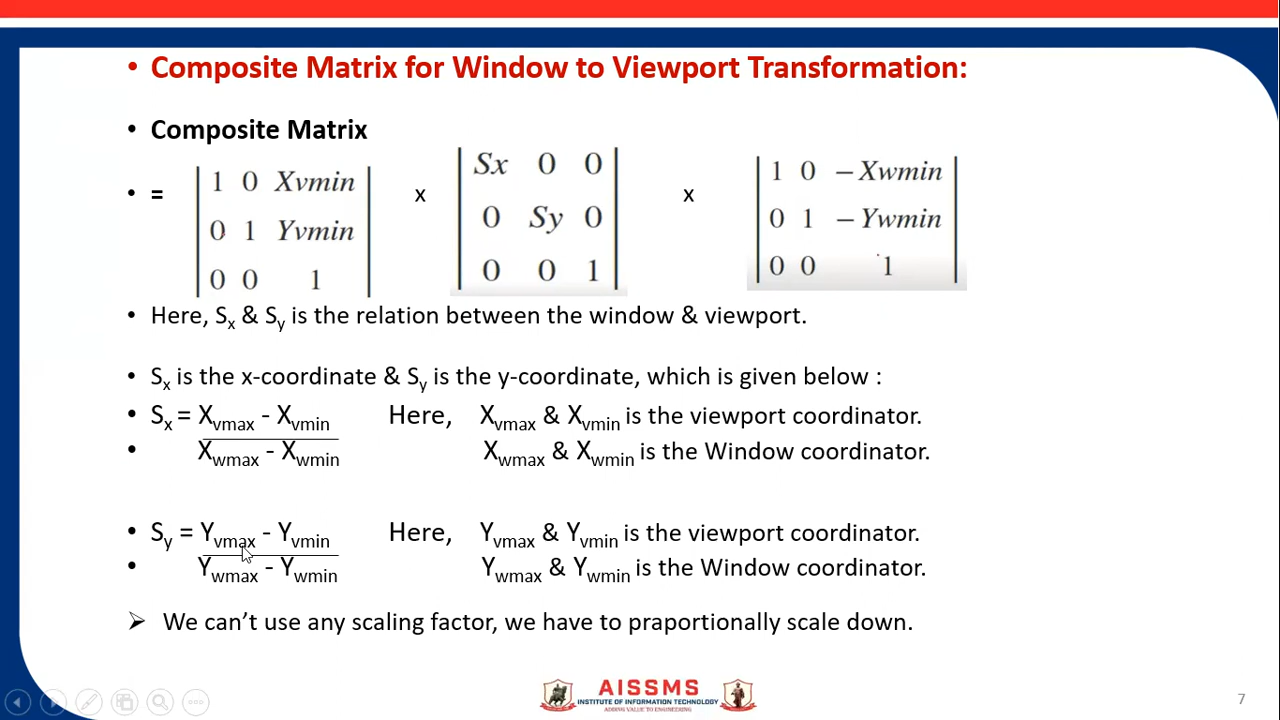 • Composite Matrix for Window to Viewport Transformation:
• Composite Matrix
• =
1 0 Xvmin
0 1 Yvmin
0 0 1
x
Sx 0 0
0 Sy 0
0 0 1
x
1 0 −Xwmin
0 1 −Ywmin
0 0 1
• Here, Sx & Sy is the relation between the window & viewport.
• Sx is the x-coordinate & Sy is the y-coordinate, which is given below :
• Sx = Xvmax - Xvmin Here, Xvmax & Xvmin is the viewport coordinator.
• Xwmax - Xwmin Xwmax & Xwmin is the Window coordinator.
• Sy = Yvmax - Yvmin Here, Yvmax & Yvmin is the viewport coordinator.
• Ywmax - Ywmin Ywmax & Ywmin is the Window coordinator.
➢ We can’t use any scaling factor, we have to praportionally scale down.
AISSMS
INSTITUTE OF INFORMATION TECHNOLOGY
ADDING VALUE TO ENGINEERING
7